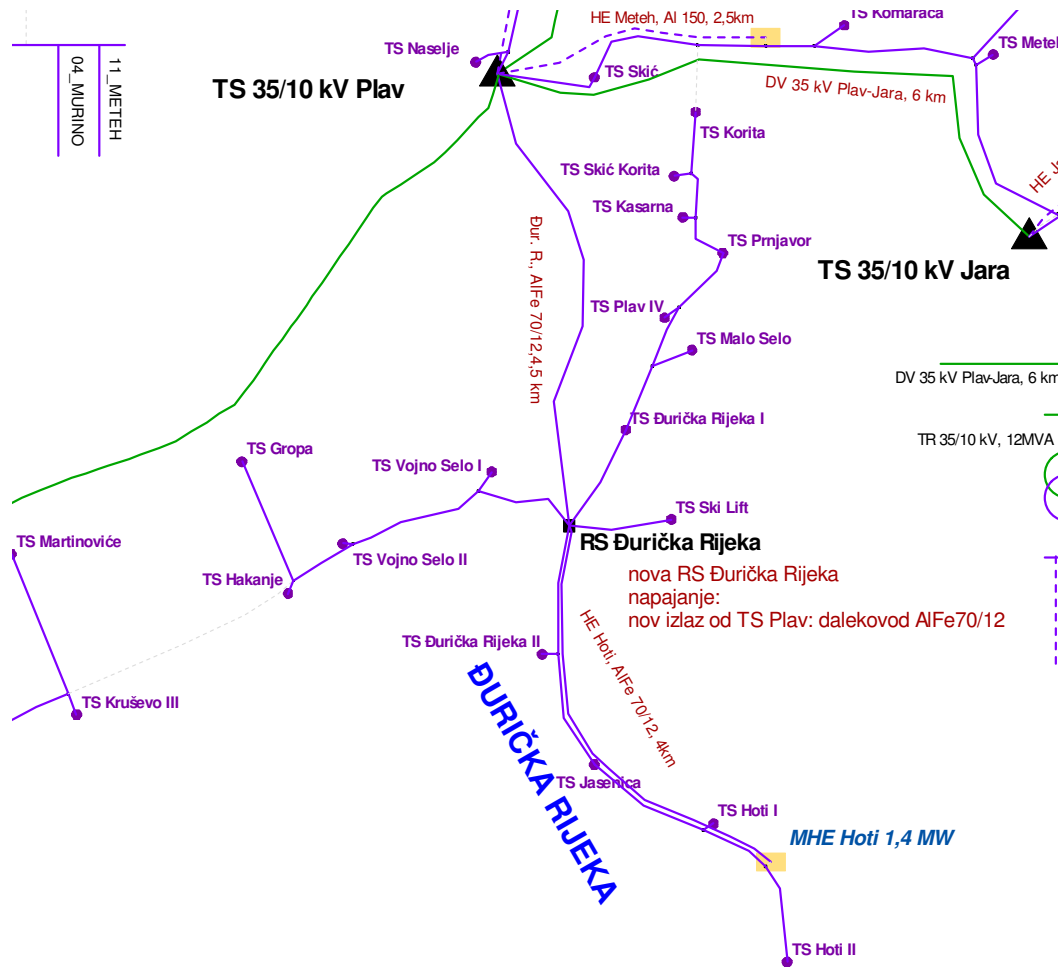 HE Meteh, Al 150, 2,5km
TS Komarača
TS Naselje
TS Skić
TS Meteh
TS 35/10 kV Plav
DV 35 kV Plav-Jara, 6 km
11_METEH
04_MURINO
TS Korita
TS Skić Korita
TS Kasarna
HE J
TS Prnjavor
TS 35/10 kV Jara
Đur. R., AlFe 70/12,4,5 km
TS Plav IV
TS Malo Selo
DV 35 kV Plav-Jara, 6 km
TS Đurička Rijeka I
TR 35/10 kV, 12MVA
TS Gropa
TS Vojno Selo I
TS Ski Lift
TS Martinoviće
RS Đurička Rijeka
TS Vojno Selo II
TS Hakanje
nova RS Đurička Rijeka
napajanje:
nov izlaz od TS Plav: dalekovod AlFe70/12
TS Đurička Rijeka II
HE Hoti, AlFe 70/12, 4km
ĐURIČKA RIJEKA
TS Kruševo III
TS Jasenica
TS Hoti I
MHE Hoti 1,4 MW
TS Hoti II